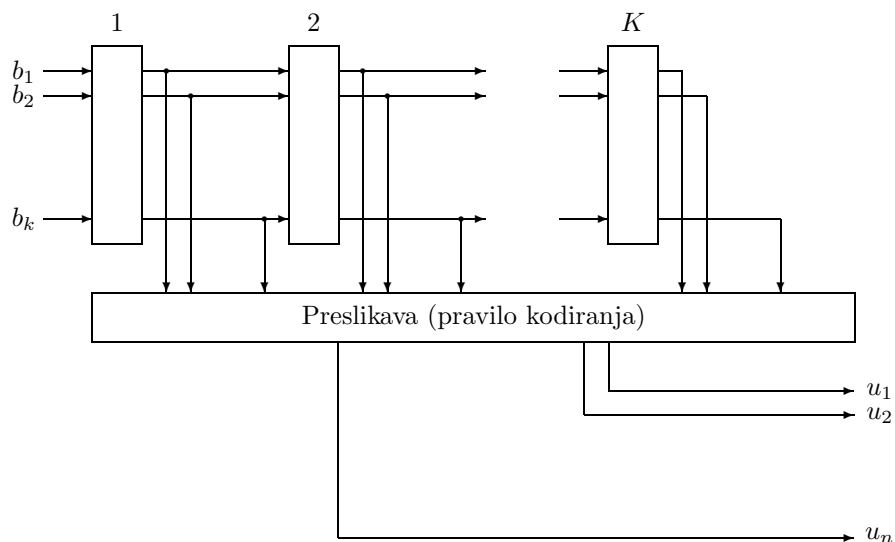 1 2 K
b₁
b₂
bₖ
Preslikava (pravilo kodiranja)
u₁
u₂
uₙ